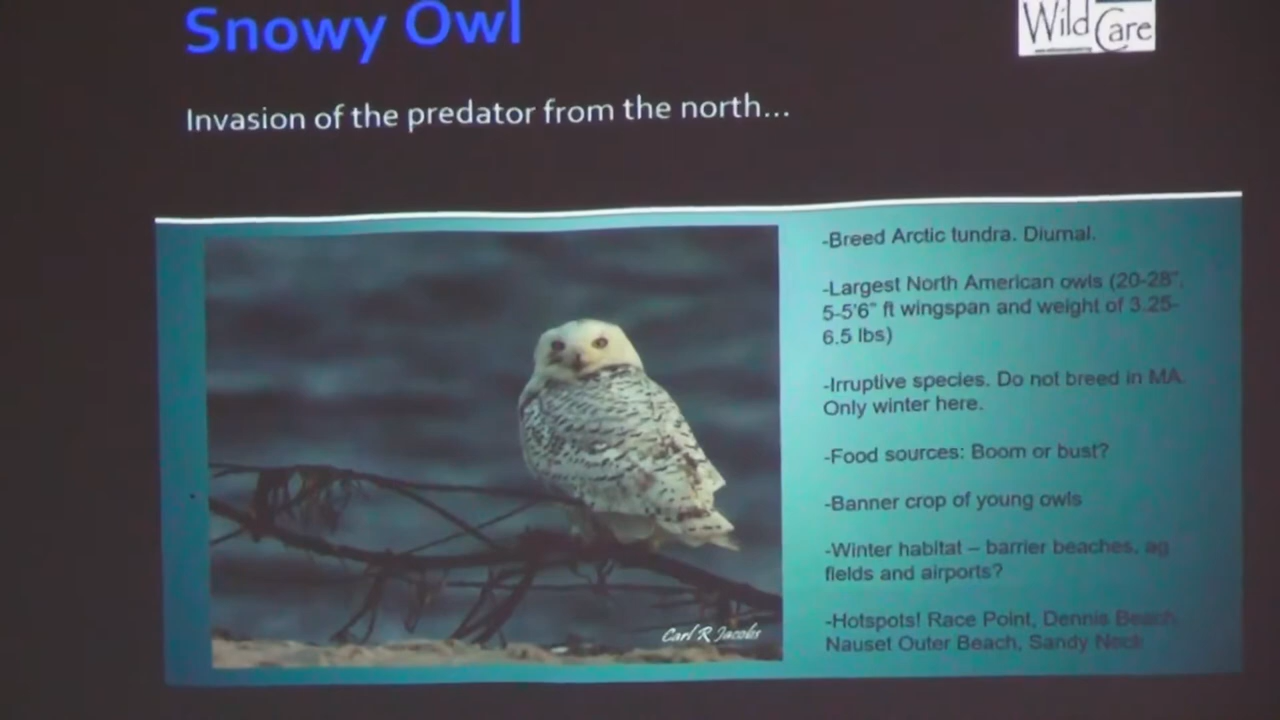 Snowy Owl
Wild Care
Invasion of the predator from the north...
-Breed Arctic tundra. Diurnal.
-Largest North American owls (20-28",
5-5'6" ft wingspan and weight of 3.25-
6.5 lbs)
-Irruptive species. Do not breed in MA.
Only winter here.
-Food sources: Boom or bust?
-Banner crop of young owls
-Winter habitat – barrier beaches, ag
fields and airports?
-Hotspots! Race Point, Dennis Beach,
Nauset Outer Beach, Sandy Neck
Carl R Jacobs